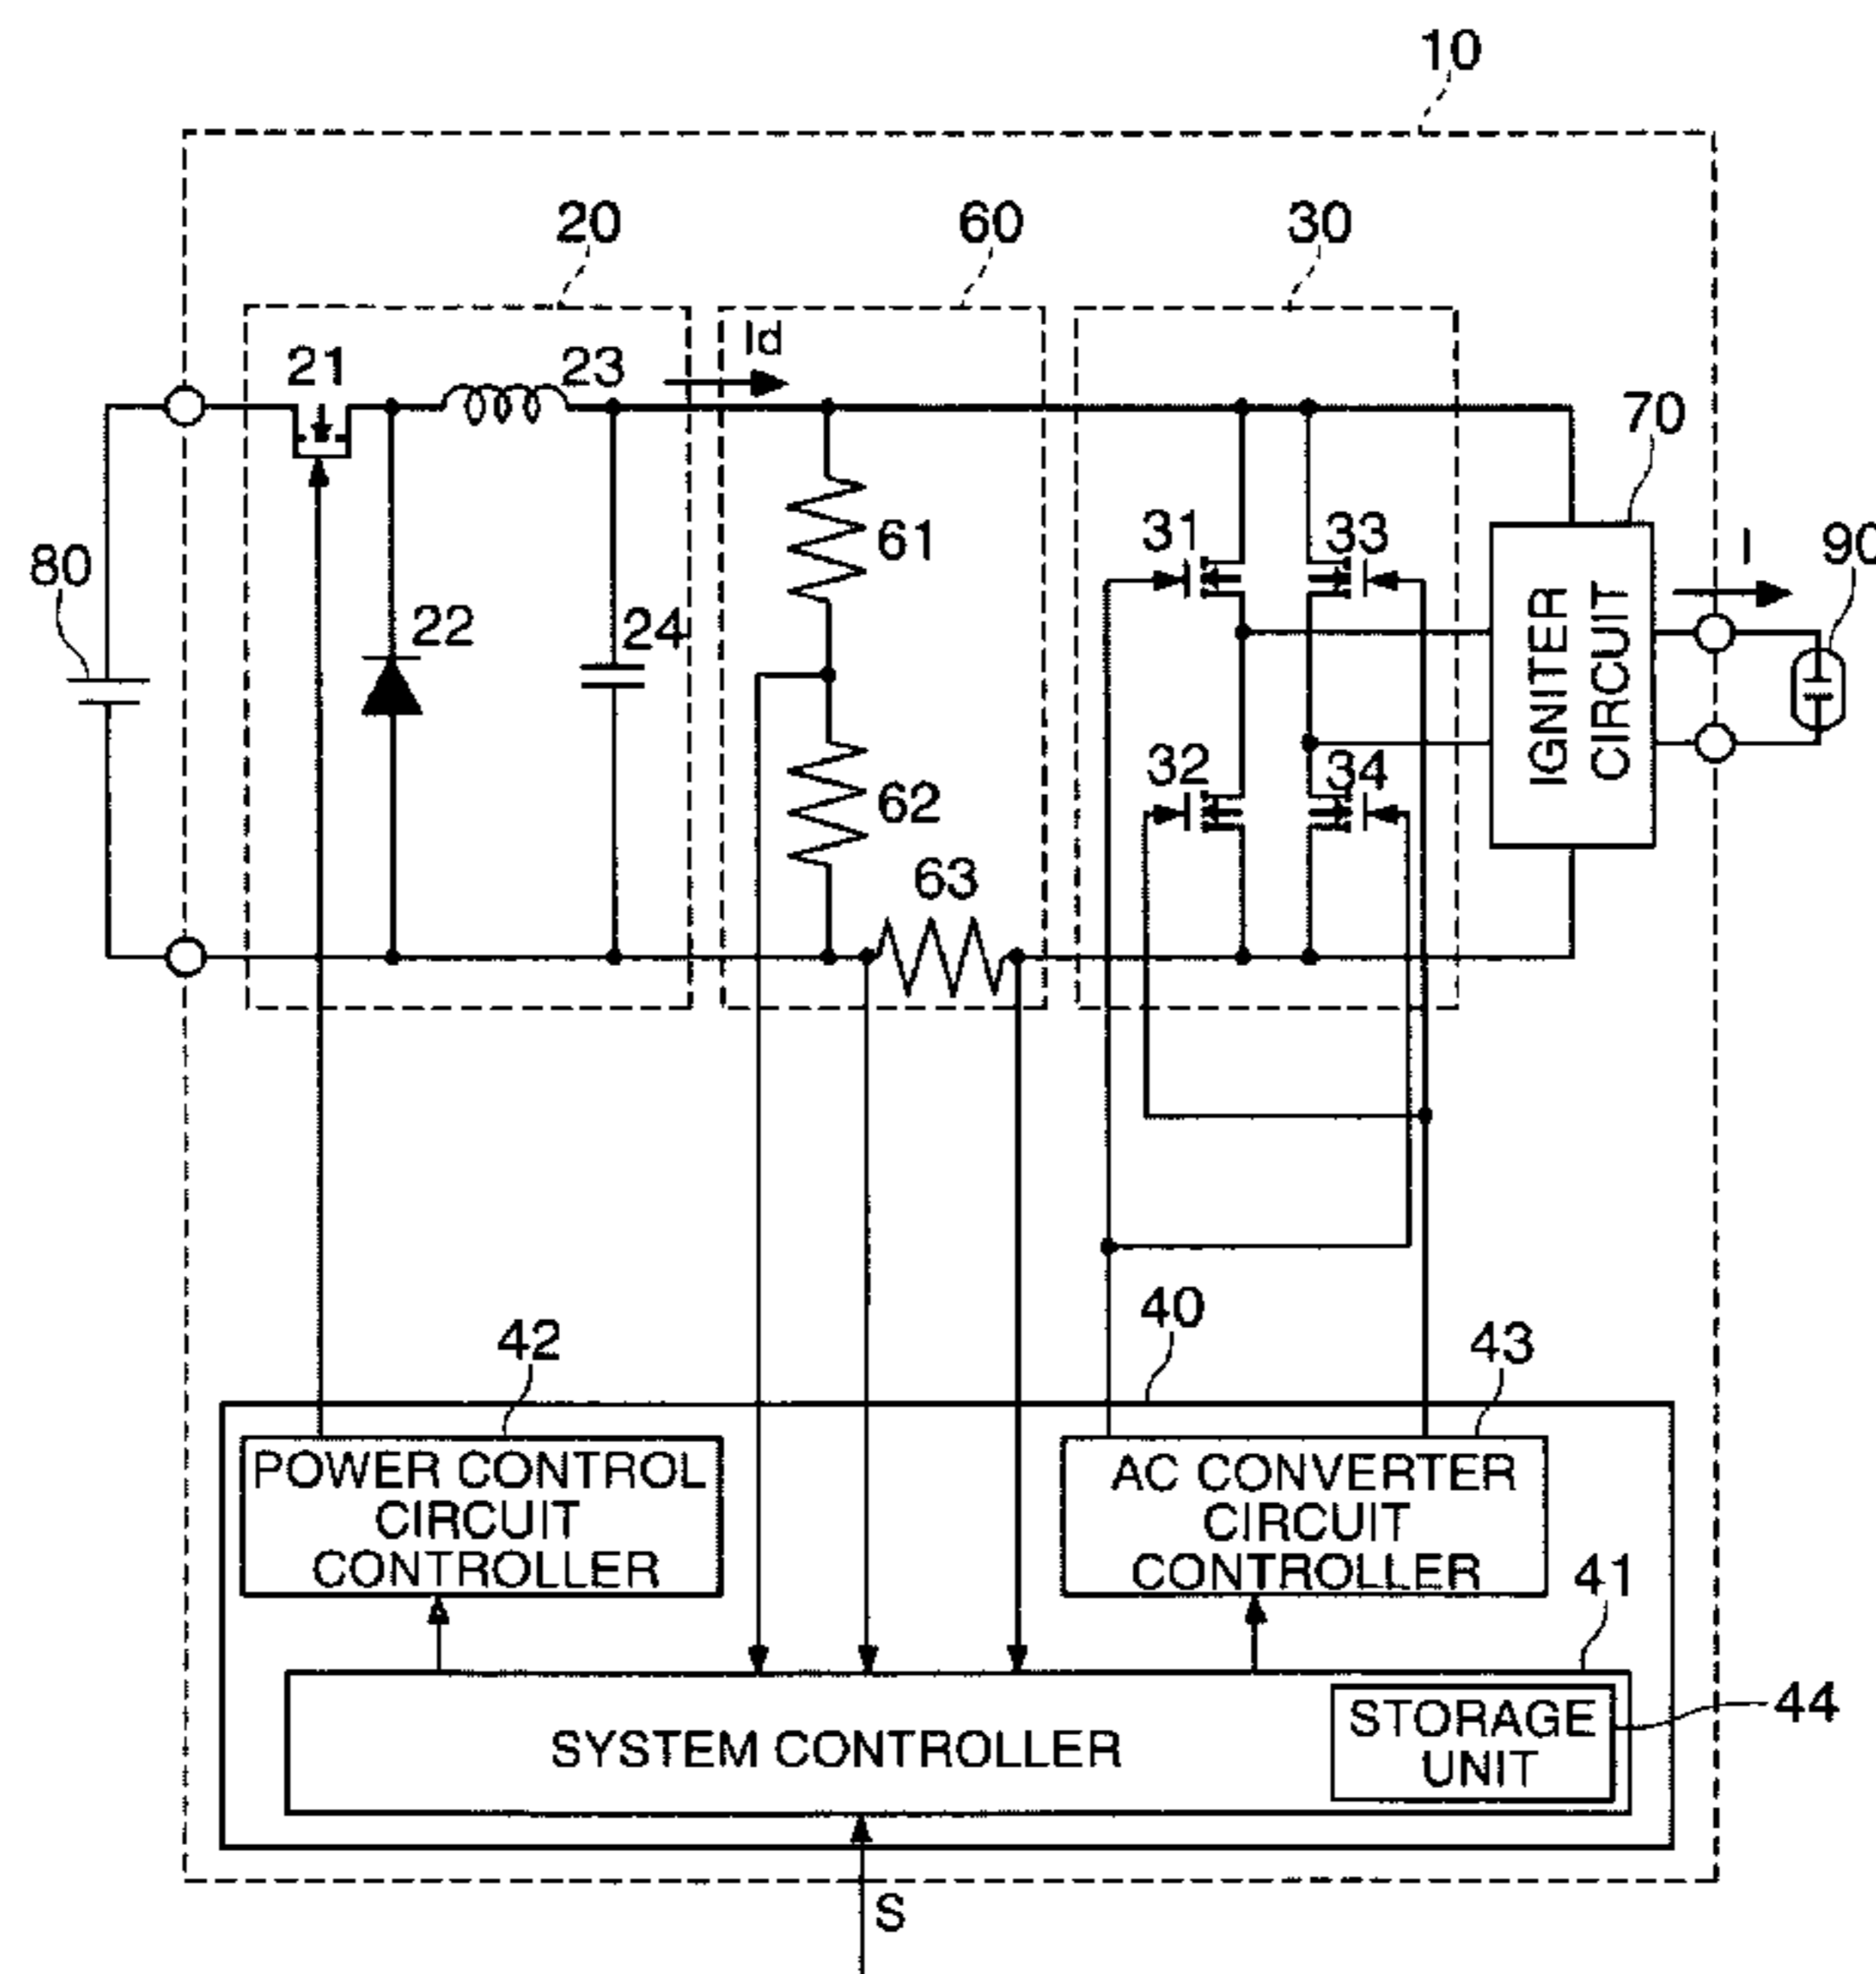 10
20
60
30
Id
21
23
70
31
33
61
80
I
90
22
24
IGNITER
CIRCUIT
32
34
62
63
40
42
43
POWER CONTROL
CIRCUIT
CONTROLLER
AC CONVERTER
CIRCUIT
CONTROLLER
41
SYSTEM CONTROLLER
STORAGE
UNIT
44
S